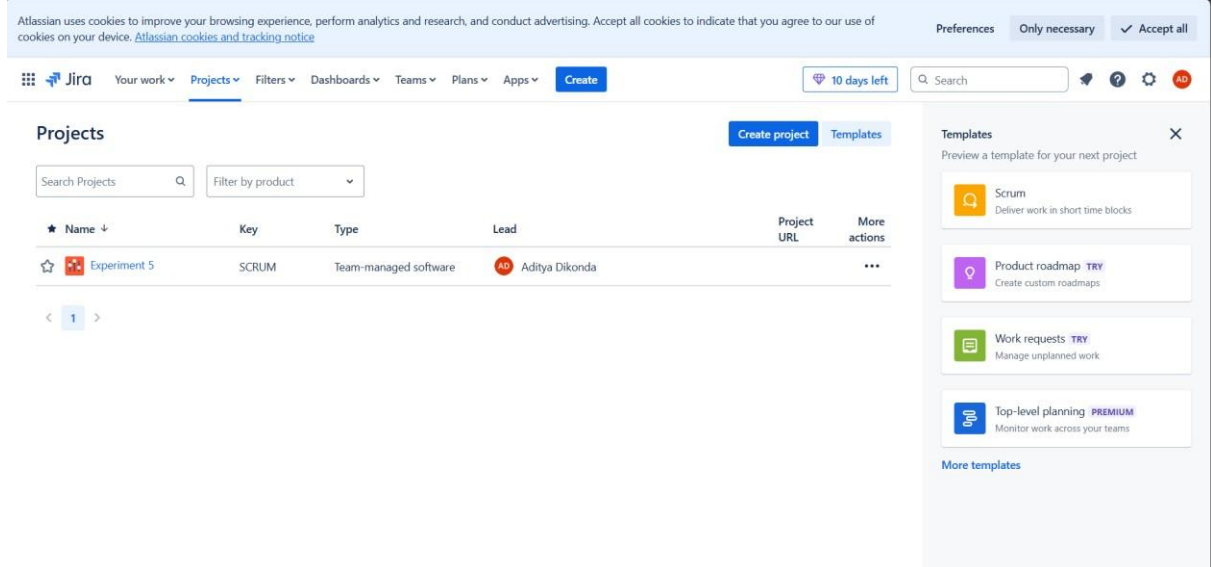 Atlassian uses cookies to improve your browsing experience, perform analytics and research, and conduct advertising. Accept all cookies to indicate that you agree to our use of
cookies on your device. Atlassian cookies and tracking notice
Preferences Only necessary Accept all
Jira Your work Projects Filters Dashboards Teams Plans Apps Create 10 days left Search AD
Projects
Create project Templates
Search Projects Filter by product
Name Key Type Lead Project URL More actions
Experiment 5 SCRUM Team-managed software AD Aditya Dikonda
1
Templates
Preview a template for your next project
Scrum
Deliver work in short time blocks
Product roadmap TRY
Create custom roadmaps
Work requests TRY
Manage unplanned work
Top-level planning PREMIUM
Monitor work across your teams
More templates